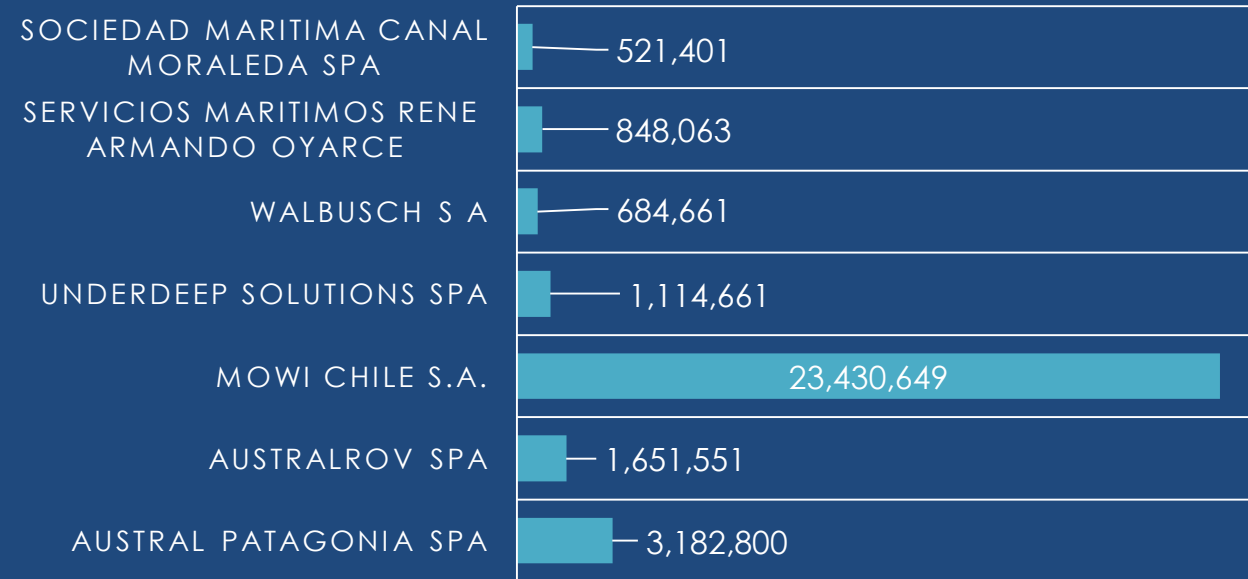 SOCIEDAD MARITIMA CANAL
MORALEDA SPA
521,401
SERVICIOS MARITIMOS RENE
ARMANDO OYARCE
848,063
WALBUSCH S A
684,661
UNDERDEEP SOLUTIONS SPA
1,114,661
MOWI CHILE S.A.
23,430,649
AUSTRALROV SPA
1,651,551
AUSTRAL PATAGONIA SPA
3,182,800